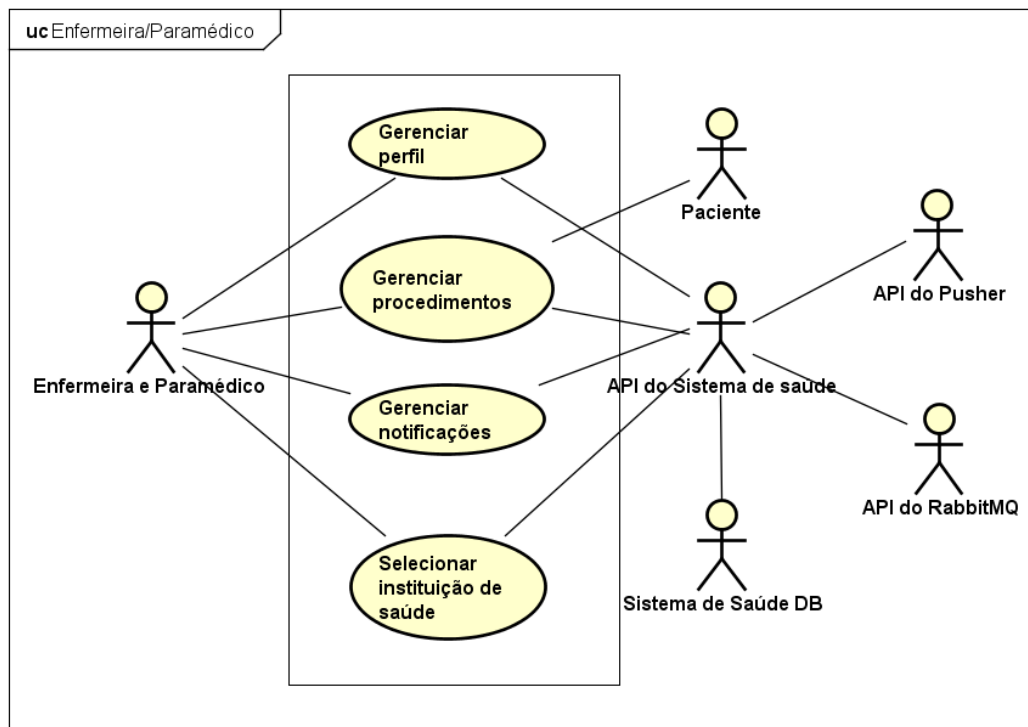 uc Enfermeira/Paramédico
Gerenciar
perfil
Paciente
Gerenciar
procedimentos
API do Pusher
Enfermeira e Paramédico
API do Sistema de saúde
Gerenciar
notificações
API do RabbitMQ
Selecionar
instituição de
saúde
Sistema de Saúde DB